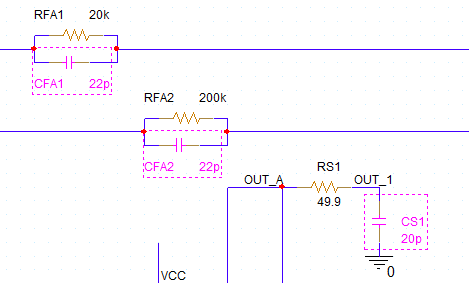 RFA1 20k
CFA1 22p
RFA2 200k
CFA2 22p
OUT_A RS1 OUT_1
49.9
CS1
20p
0
VCC